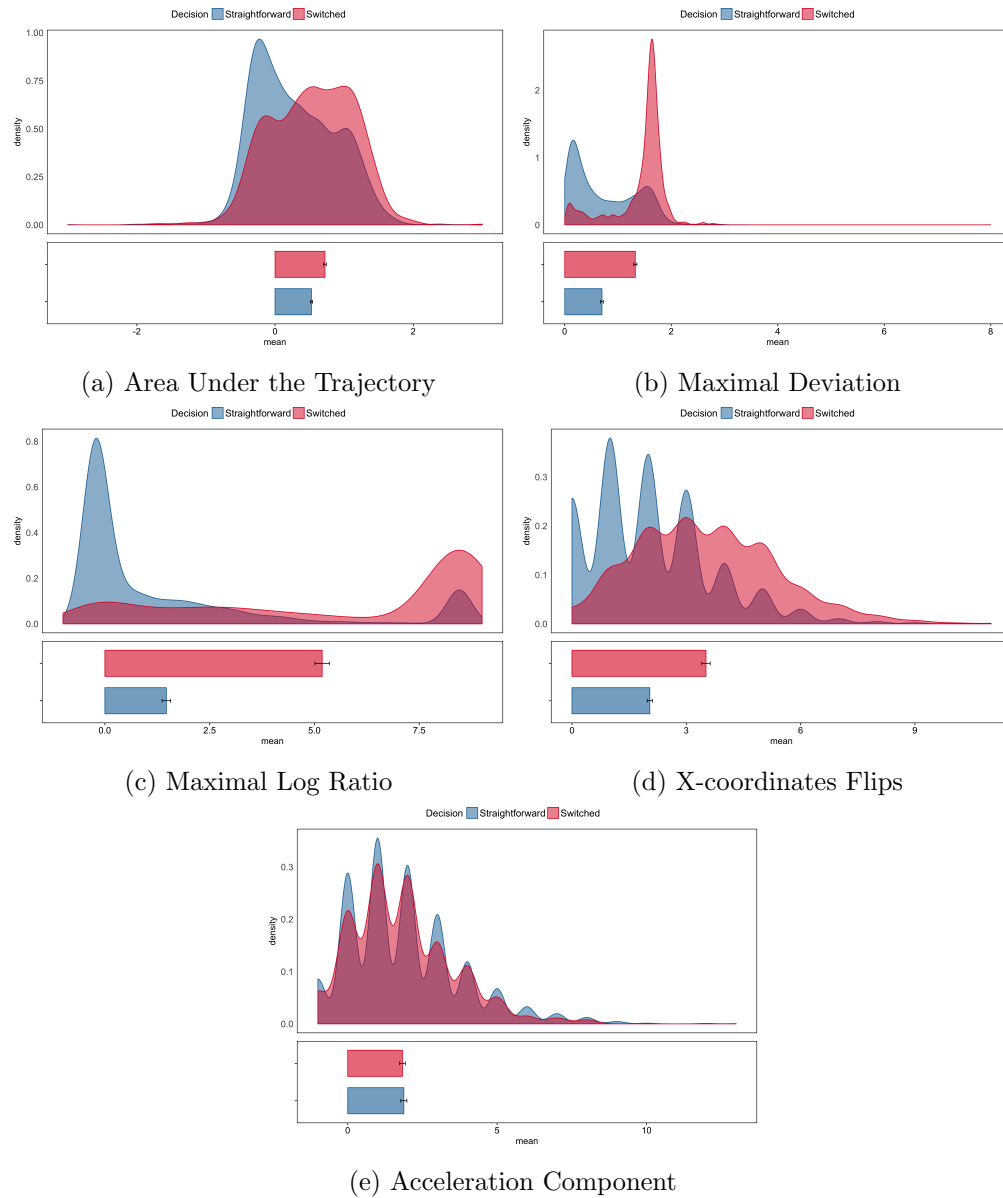 Decision Straightforward Switched
Decision Straightforward Switched
1.00
0.75
0.50
0.25
0.00
density
2
1
0
density
-2 0 2
mean
0 2 4 6 8
mean
(a) Area Under the Trajectory
(b) Maximal Deviation
Decision Straightforward Switched
Decision Straightforward Switched
0.8
0.6
0.4
0.2
0.0
density
0.3
0.2
0.1
0.0
density
0.0 2.5 5.0 7.5
mean
0 3 6 9
mean
(c) Maximal Log Ratio
(d) X-coordinates Flips
Decision Straightforward Switched
0.3
0.2
0.1
0.0
density
0 5 10
mean
(e) Acceleration Component